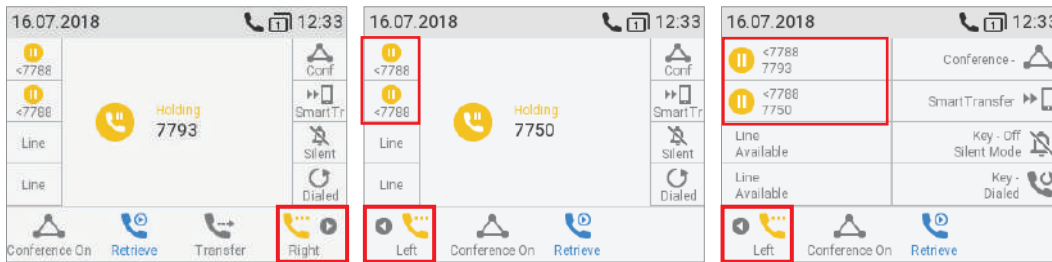 16.07.2018
1
12:33
<7788
<7788
Line
Line
Holding
7793
Conf
SmartTr
Silent
Dialed
Conference On
Retrieve
Transfer
Right
16.07.2018
1
12:33
<7788
<7788
Line
Line
Holding
7750
Conf
SmartTr
Silent
Dialed
Left
Conference On
Retrieve
16.07.2018
1
12:33
<7788
7793
<7788
7750
Line
Available
Line
Available
Conference -
SmartTransfer
Key - Off
Silent Mode
Key -
Dialed
Left
Conference On
Retrieve